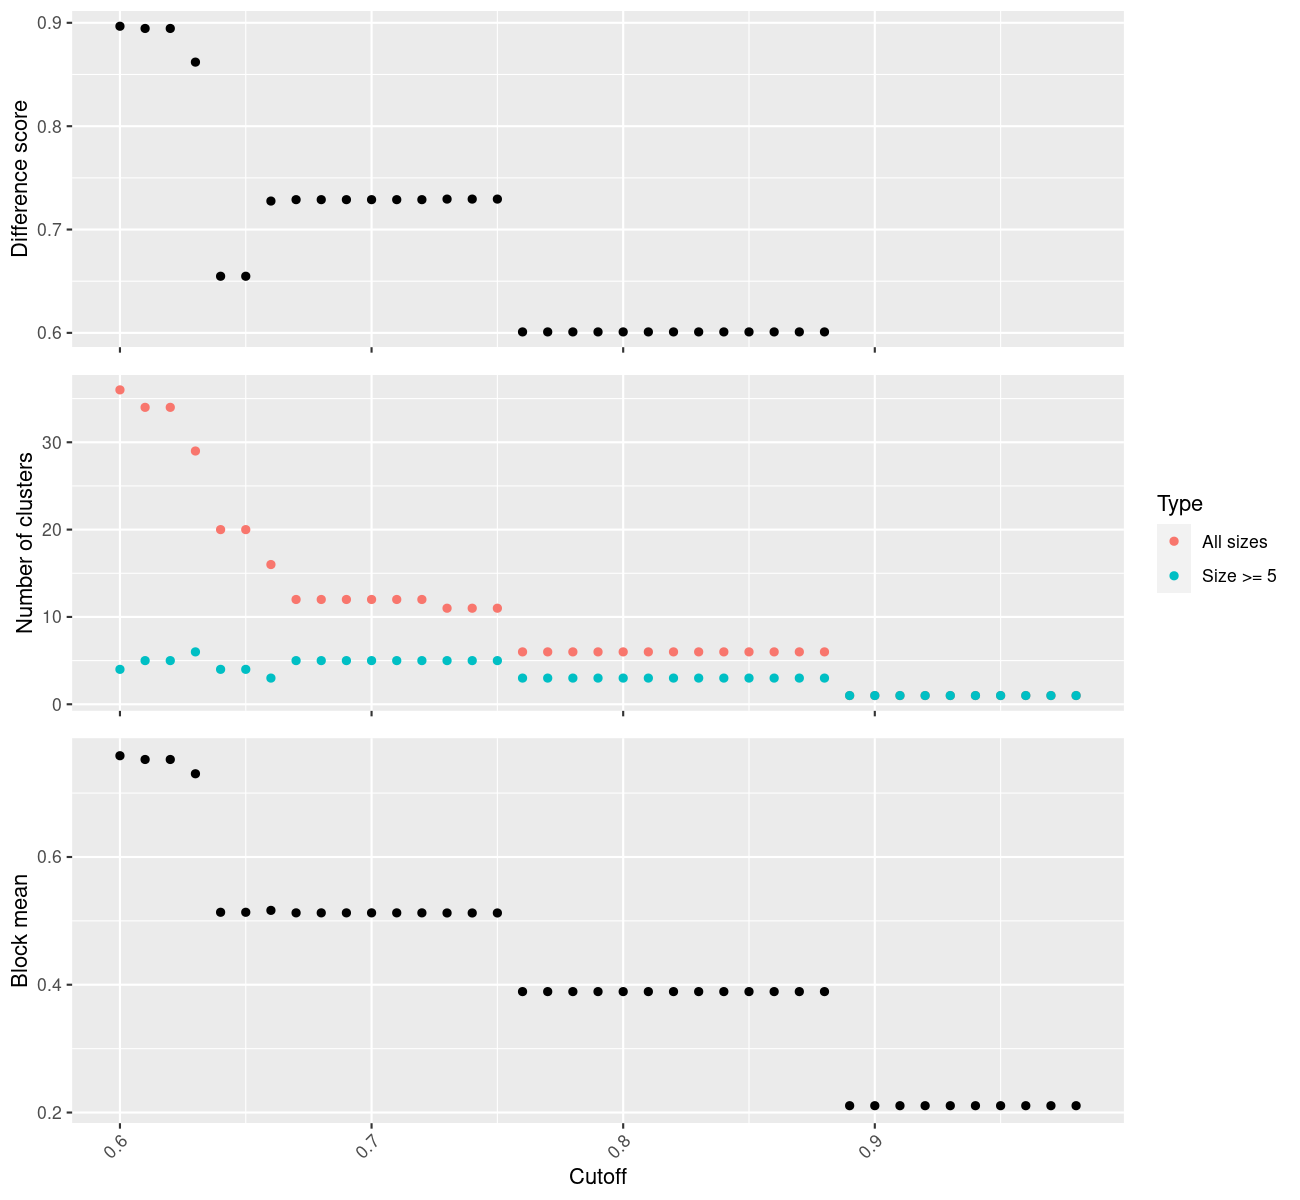 Difference score
0.9
0.8
0.7
0.6
Number of clusters
30
20
10
0
Type
All sizes
Size >= 5
Block mean
0.6
0.4
0.2
0.6
0.7
0.8
0.9
Cutoff